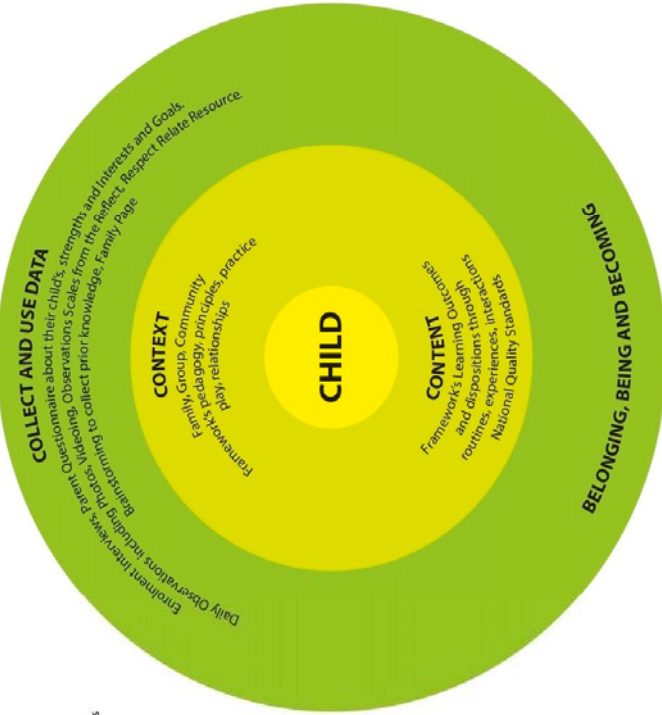 COLLECT AND USE DATA
Enrolment Interviews, Parent Questionnaire about their child's, strengths and Interests and Goals.
Daily Observations including Photos, Videoing, Observations Scales from the Reflect, Respect Relate Resource.
Brainstorming to collect prior knowledge, Family Page
CONTEXT
Family, Group, Community
Framework's pedagogy, principles, practice
play, relationships
CHILD
CONTENT
Framework's Learning Outcomes
and dispositions through
routines, experiences, interactions
National Quality Standards
BELONGING, BEING AND BECOMING